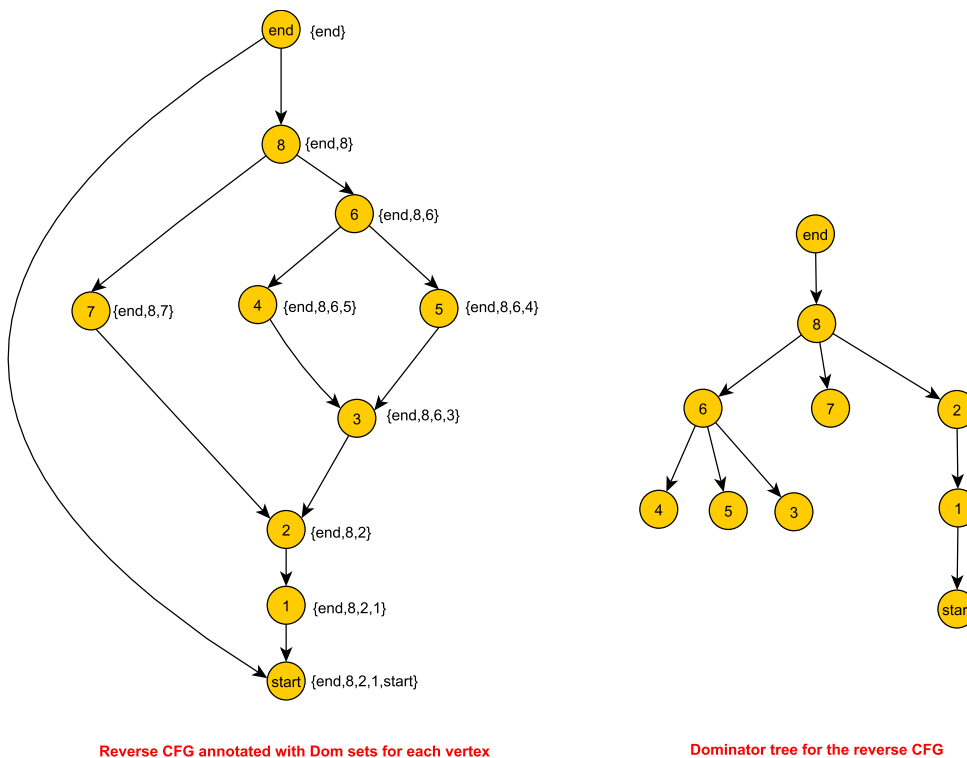 end {end}
8 {end,8}
6 {end,8,6}
7 {end,8,7}
4 {end,8,6,5}
5 {end,8,6,4}
3 {end,8,6,3}
2 {end,8,2}
1 {end,8,2,1}
start {end,8,2,1,start}
Reverse CFG annotated with Dom sets for each vertex
end
8
6 7 2
4 5 3 1
star
Dominator tree for the reverse CFG